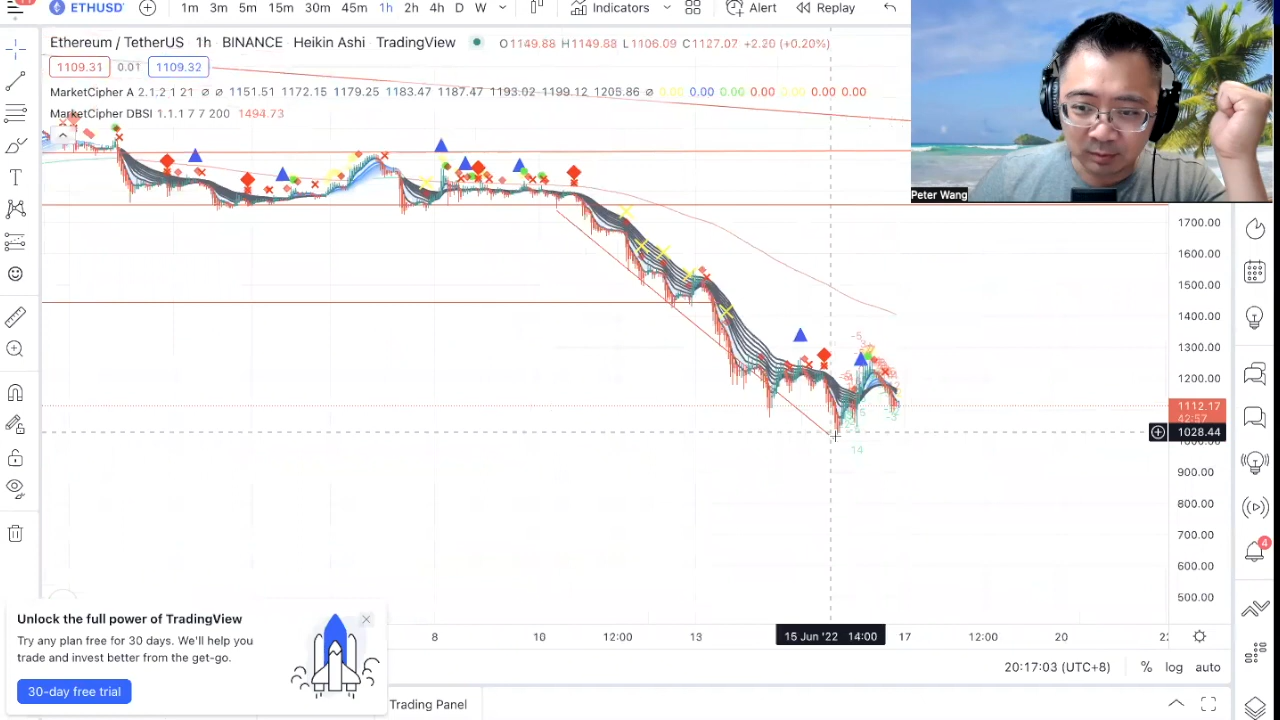 ETHUSD 1m 3m 5m 15m 30m 45m 1h 2h 4h D W Indicators Alert Replay
Ethereum / TetherUS 1h BINANCE Heikin Ashi TradingView O1149.88 H1149.88 L1106.09 C1127.07 +2.20 (+0.20%)
1109.31 0.01 1109.32
MarketCipher A 2.1.2 1 21 ∅ ∅ 1151.51 1172.15 1179.25 1183.47 1187.47 1193.02 1199.12 1205.86 ∅ 0.00 0.00 0.00 0.00 0.00 0.00 0.00
MarketCipher DBSI 1.1.1 7 7 200 1494.73
Peter Wang
1700.00
1600.00
1500.00
1400.00
1300.00
1200.00
1112.17
42:57
1028.44
900.00
800.00
700.00
600.00
500.00
-5
14
4
8 10 12:00 13 15 Jun '22 14:00 17 12:00 20
20:17:03 (UTC+8) % log auto
Unlock the full power of TradingView
Try any plan free for 30 days. We'll help you
trade and invest better from the get-go.
30-day free trial
Trading Panel